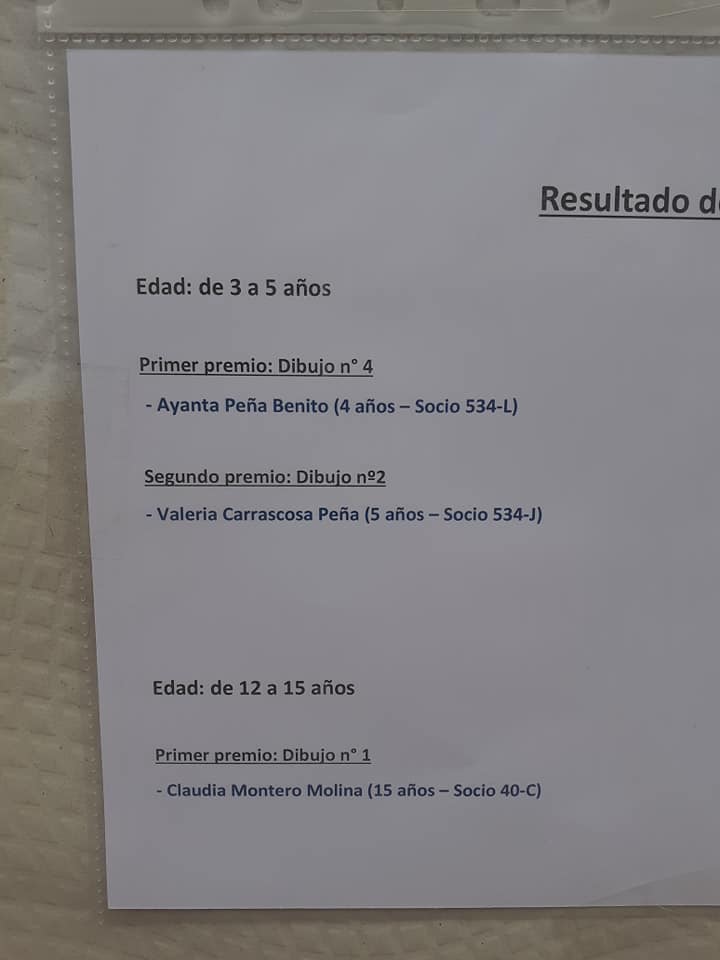 Resultado de
Edad: de 3 a 5 años
Primer premio: Dibujo n° 4
- Ayanta Peña Benito (4 años – Socio 534-L)
Segundo premio: Dibujo nº2
- Valeria Carrascosa Peña (5 años – Socio 534-J)
Edad: de 12 a 15 años
Primer premio: Dibujo n° 1
- Claudia Montero Molina (15 años – Socio 40-C)